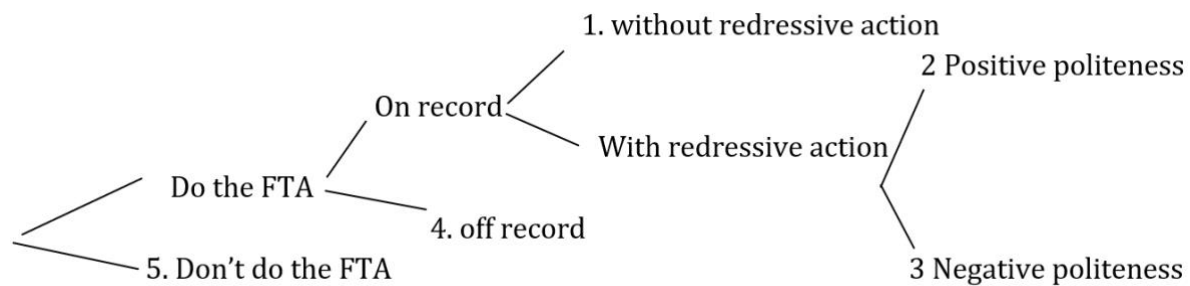 1. without redressive action
2 Positive politeness
On record
With redressive action
Do the FTA
4. off record
5. Don’t do the FTA
3 Negative politeness